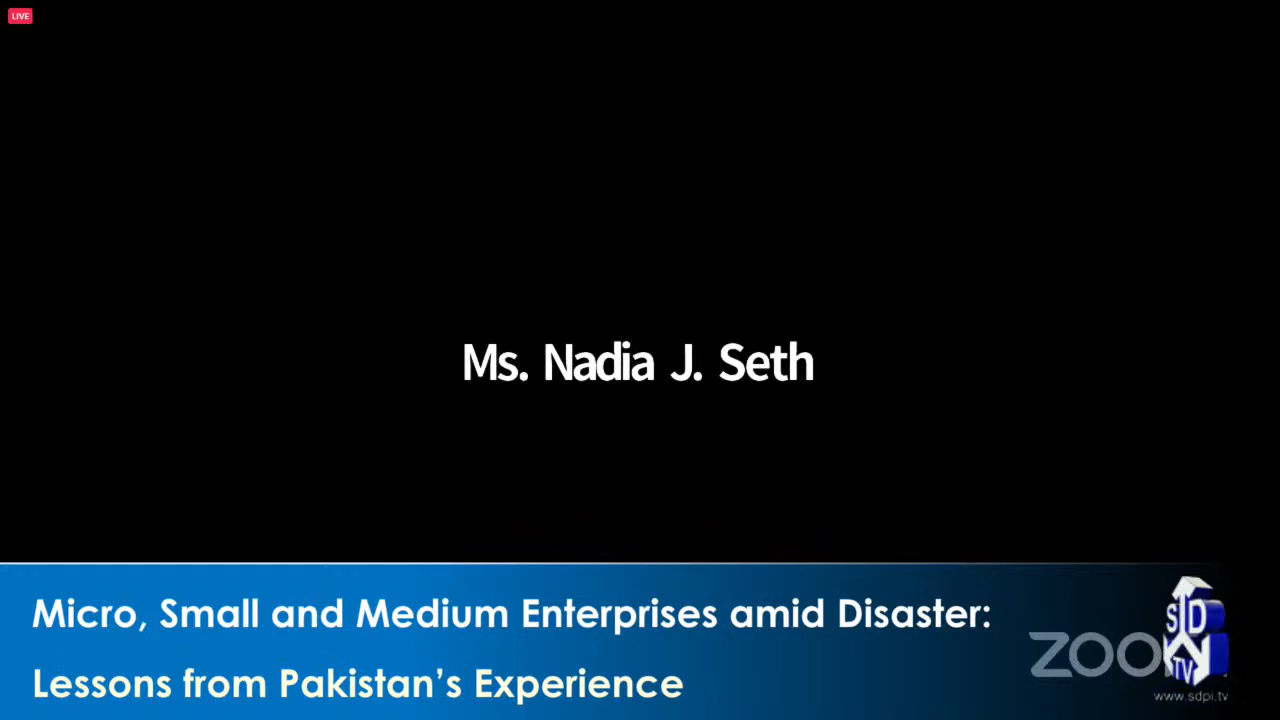 LIVE
Ms. Nadia J. Seth
Micro, Small and Medium Enterprises amid Disaster:
Lessons from Pakistan's Experience
ZOOM
SDPI
TV
www.sdpi.tv